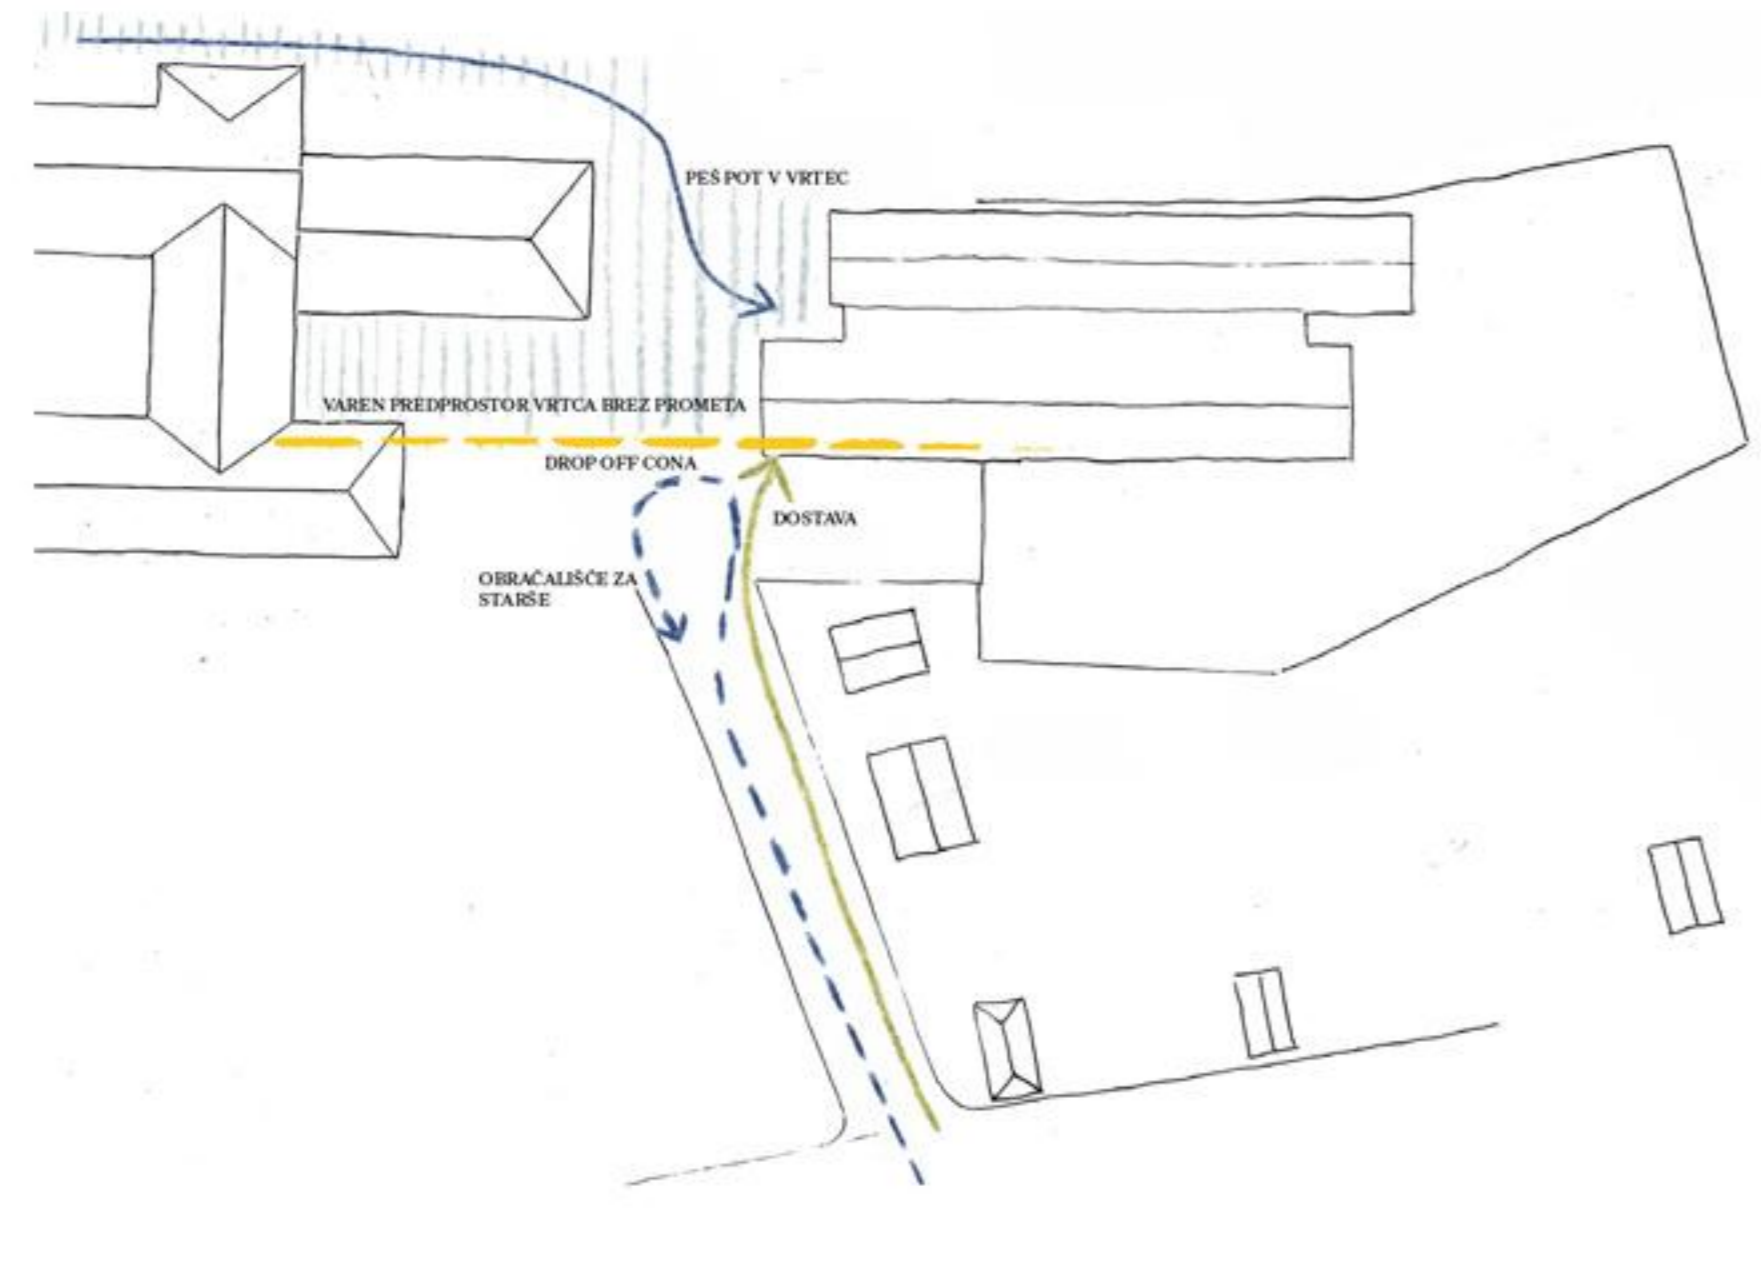 PEŠ POT V VRTEC
VAREN PREDPROSTOR VRTCA BREZ PROMETA
DROP OFF CONA
DOSTAVA
OBRAČALIŠČE ZA
STARŠE